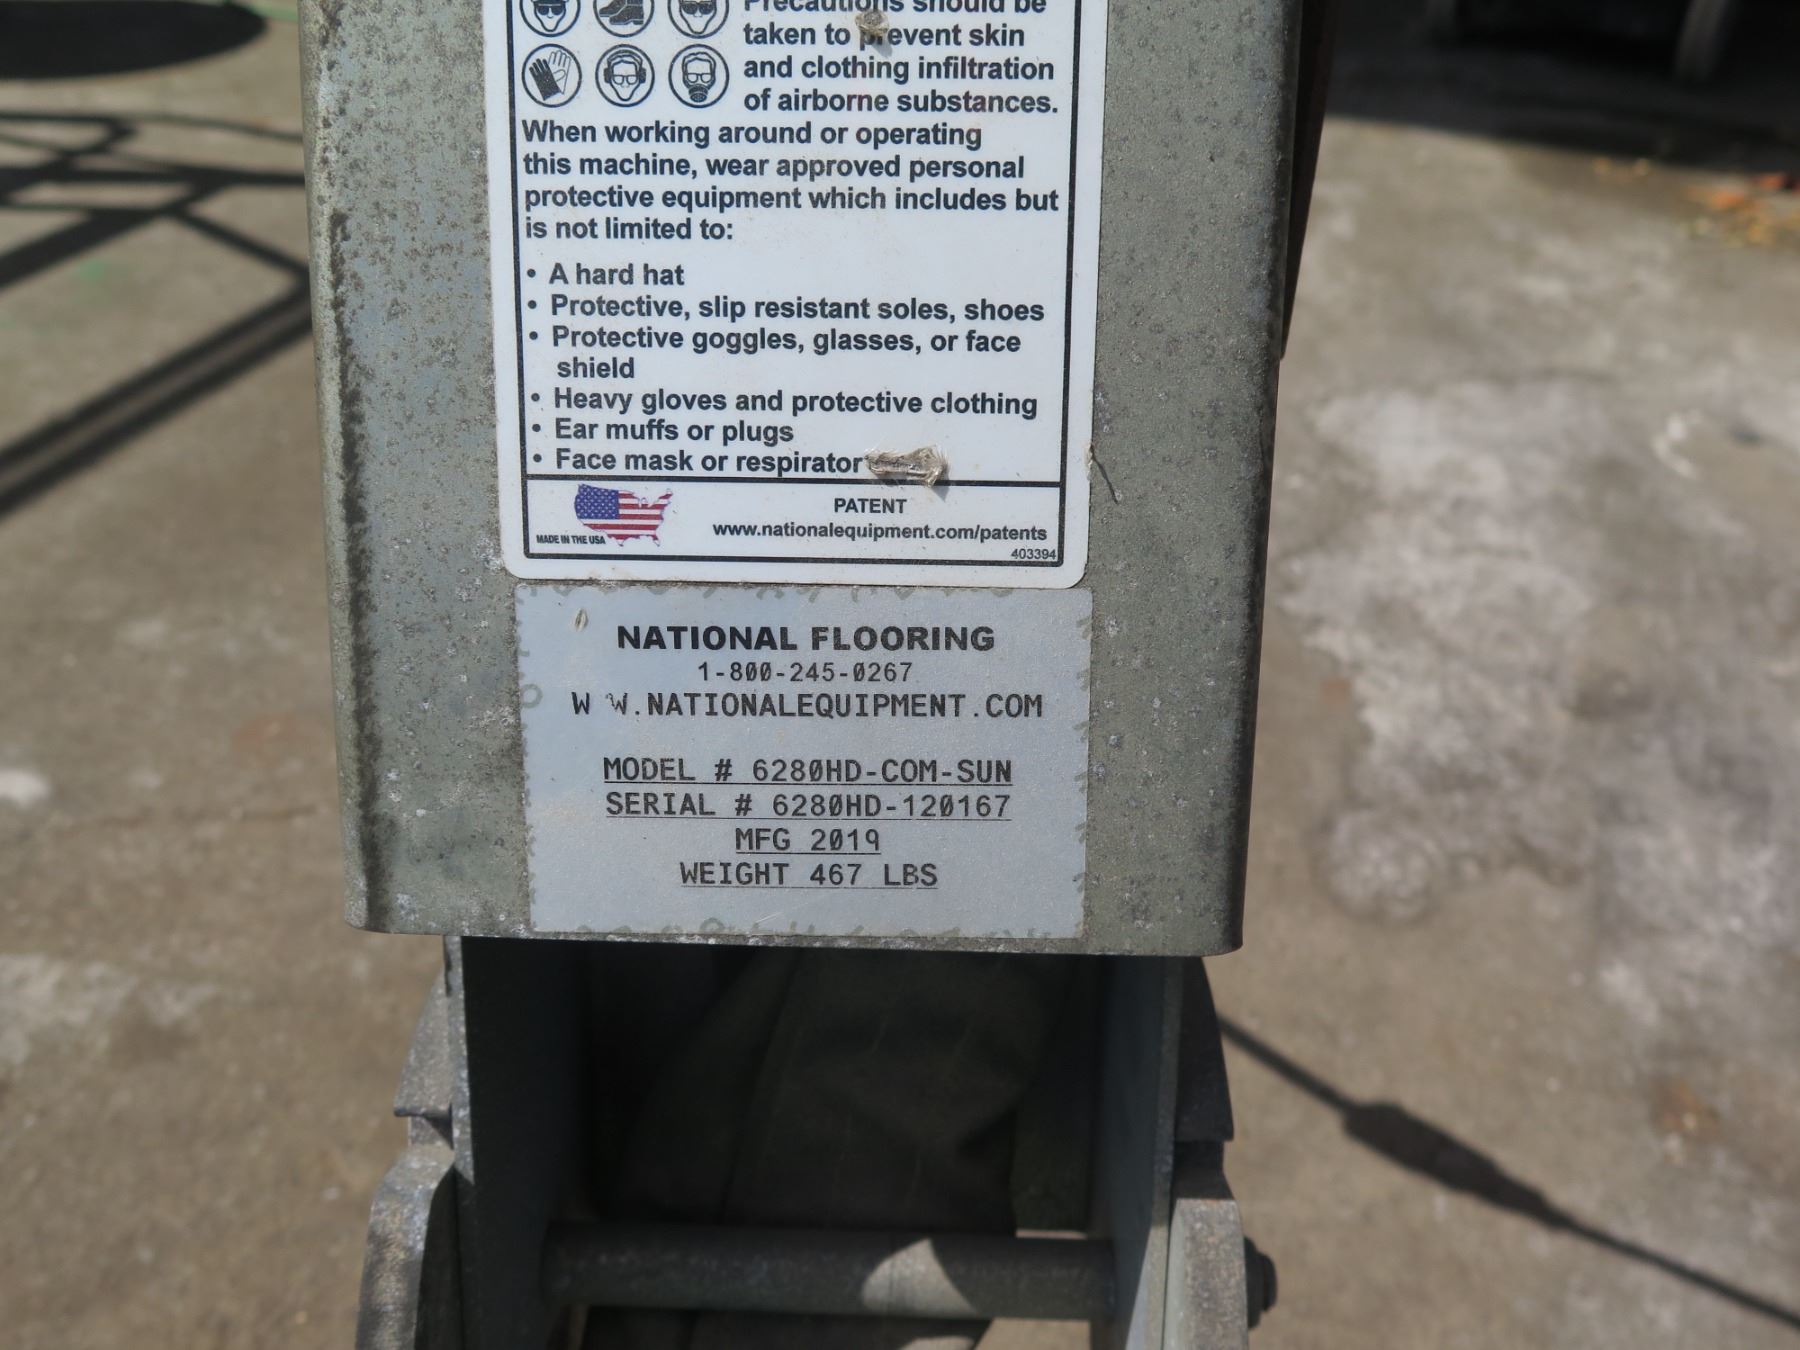 Precautions should be
taken to prevent skin
and clothing infiltration
of airborne substances.
When working around or operating
this machine, wear approved personal
protective equipment which includes but
is not limited to:
• A hard hat
• Protective, slip resistant soles, shoes
• Protective goggles, glasses, or face
shield
• Heavy gloves and protective clothing
• Ear muffs or plugs
• Face mask or respirator
MADE IN THE USA
PATENT
www.nationalequipment.com/patents
403394
NATIONAL FLOORING
1-800-245-0267
W W.NATIONALEQUIPMENT.COM
MODEL # 6280HD-COM-SUN
SERIAL # 6280HD-120167
MFG 2019
WEIGHT 467 LBS